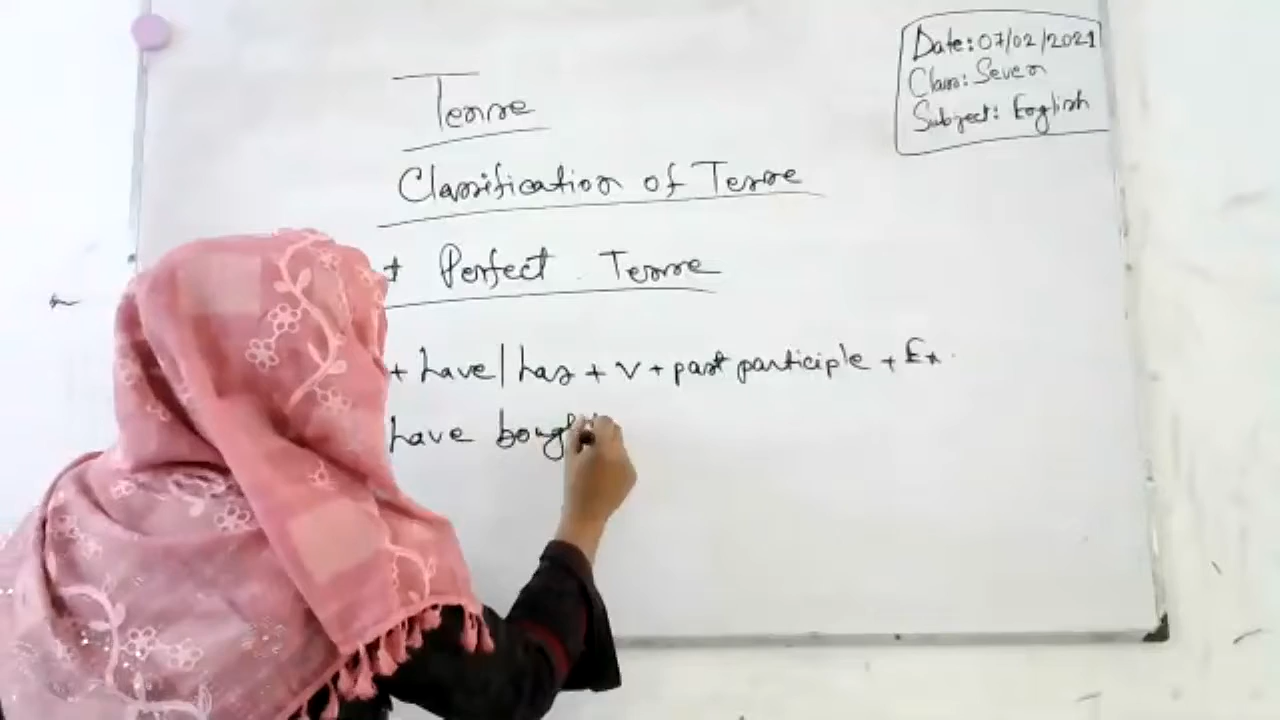 Date: 07/02/2021
Class: Seven
Subject: English
Tense
Classification of Tense
Perfect Tense
+ have/has + V + past participle + Ex.
have bough